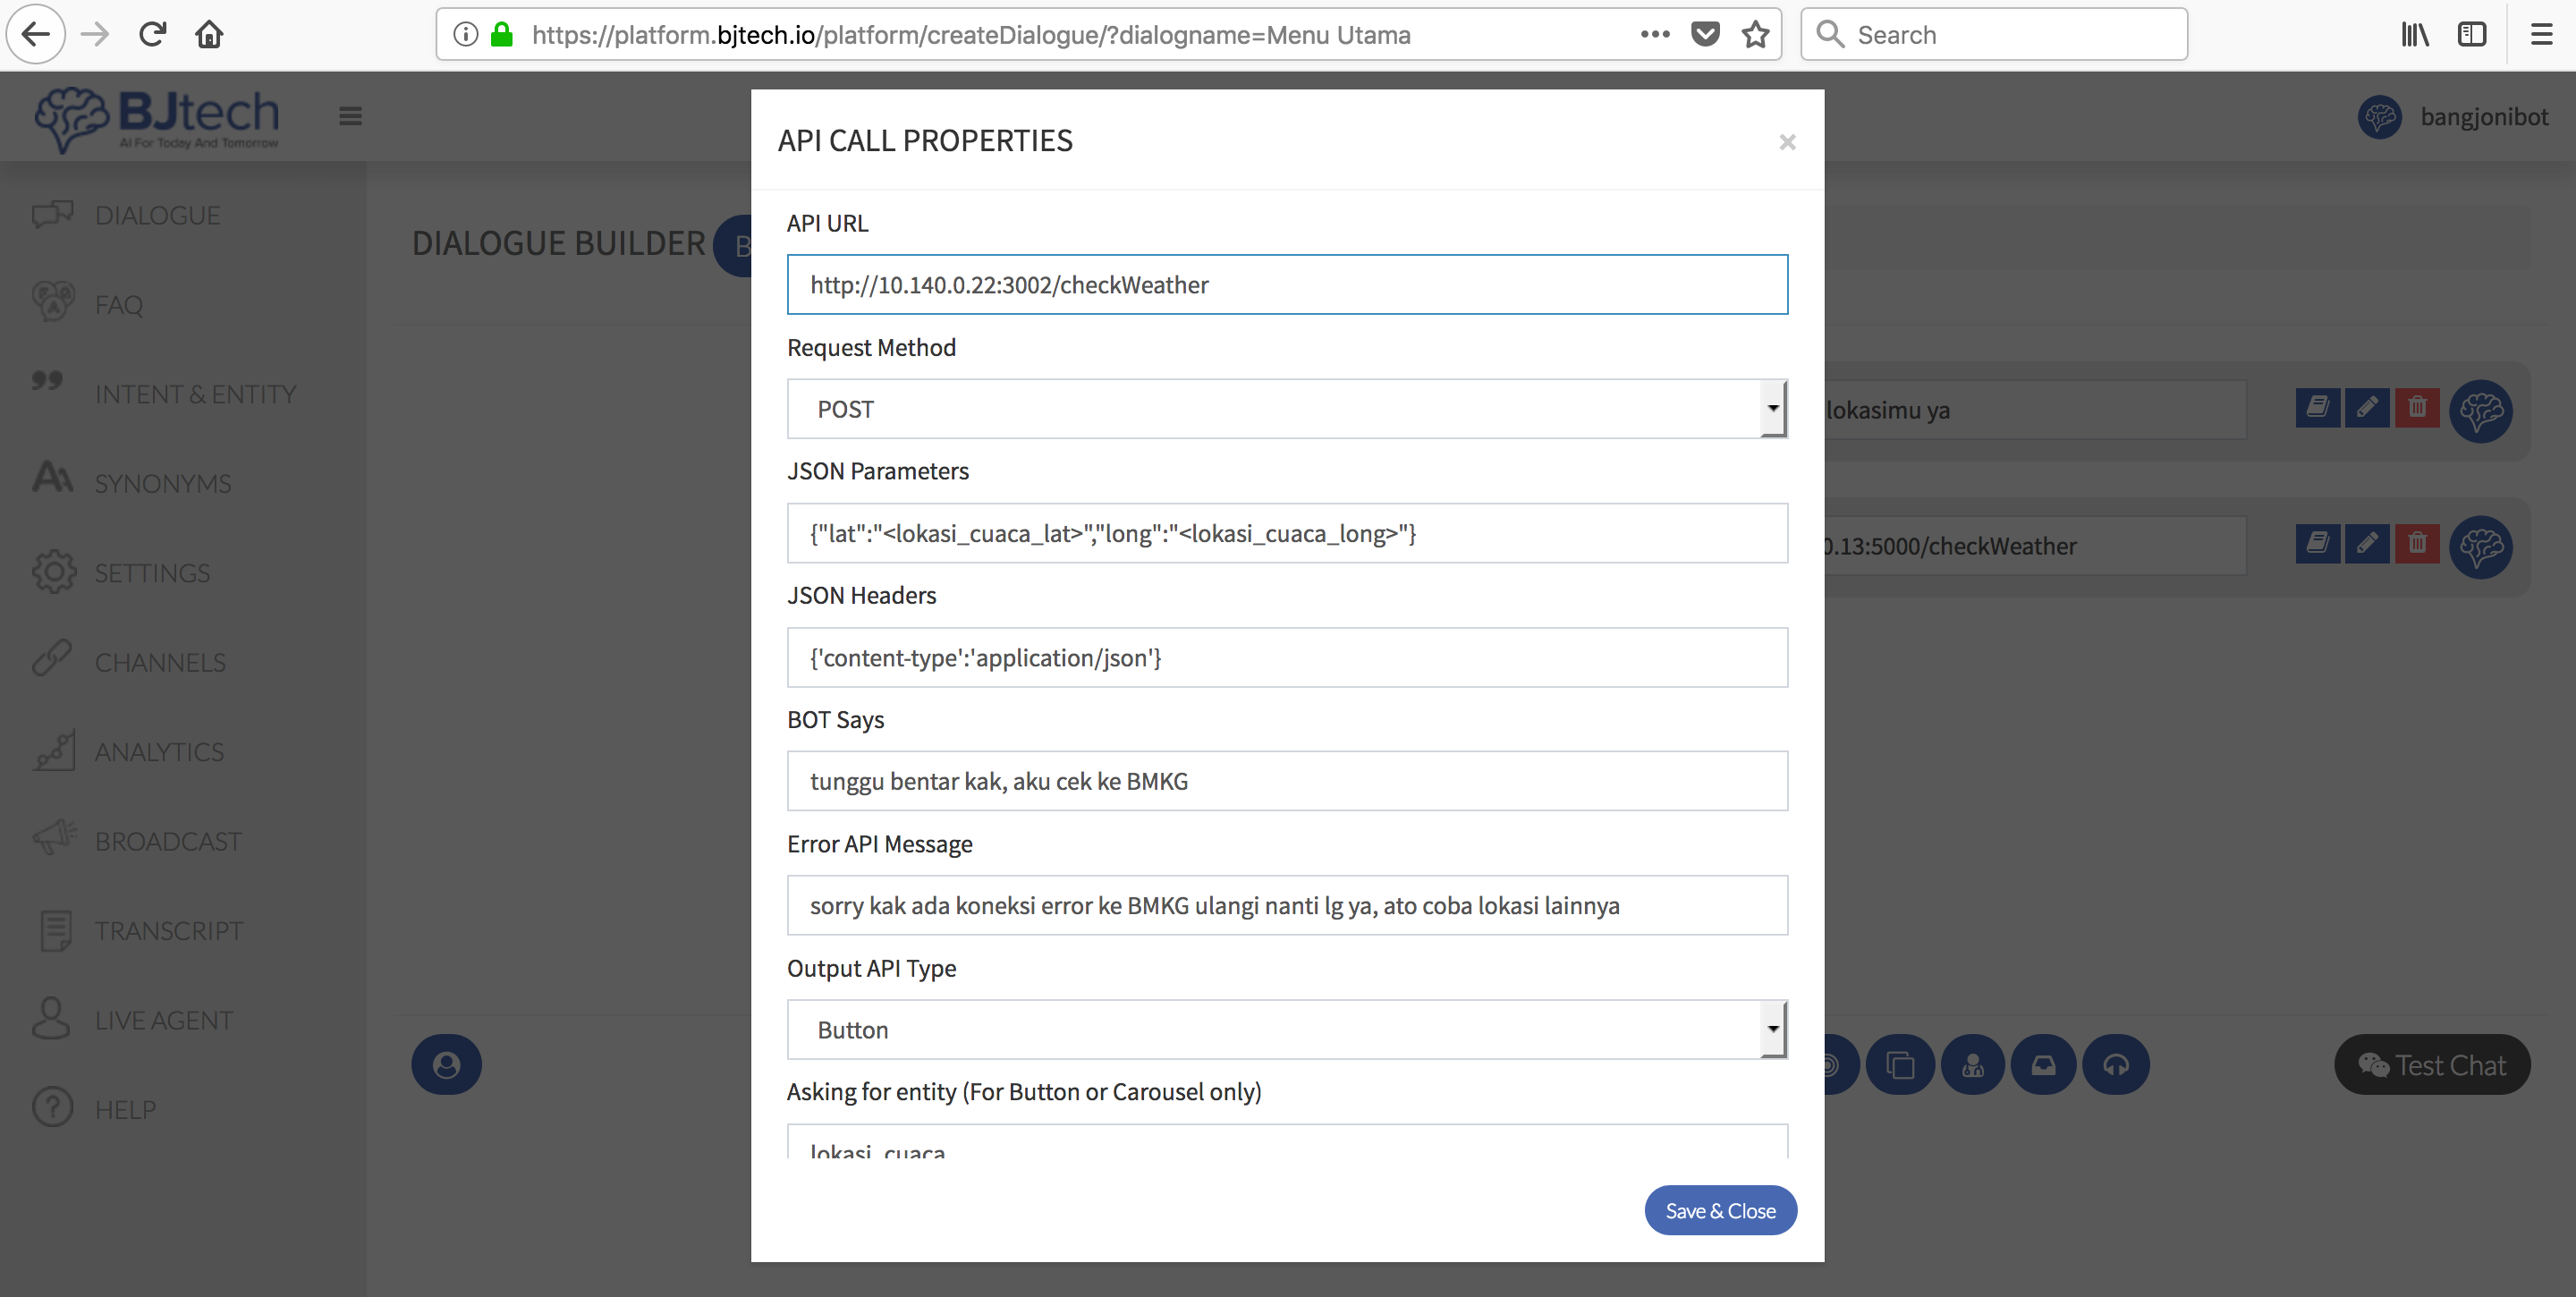 https://platform.bjtech.io/platform/createDialogue/?dialogname=Menu Utama
Search
BJtech
AI For Today And Tomorrow
bangjonibot
DIALOGUE
FAQ
INTENT & ENTITY
SYNONYMS
SETTINGS
CHANNELS
ANALYTICS
BROADCAST
TRANSCRIPT
LIVE AGENT
HELP
DIALOGUE BUILDER B
API CALL PROPERTIES
×
API URL
http://10.140.0.22:3002/checkWeather
Request Method
POST
JSON Parameters
{"lat":"<lokasi_cuaca_lat>","long":"<lokasi_cuaca_long>"}
JSON Headers
{'content-type':'application/json'}
BOT Says
tunggu bentar kak, aku cek ke BMKG
Error API Message
sorry kak ada koneksi error ke BMKG ulangi nanti lg ya, ato coba lokasi lainnya
Output API Type
Button
Asking for entity (For Button or Carousel only)
lokasi_cuaca
Save & Close
lokasimu ya
0.13:5000/checkWeather
Test Chat